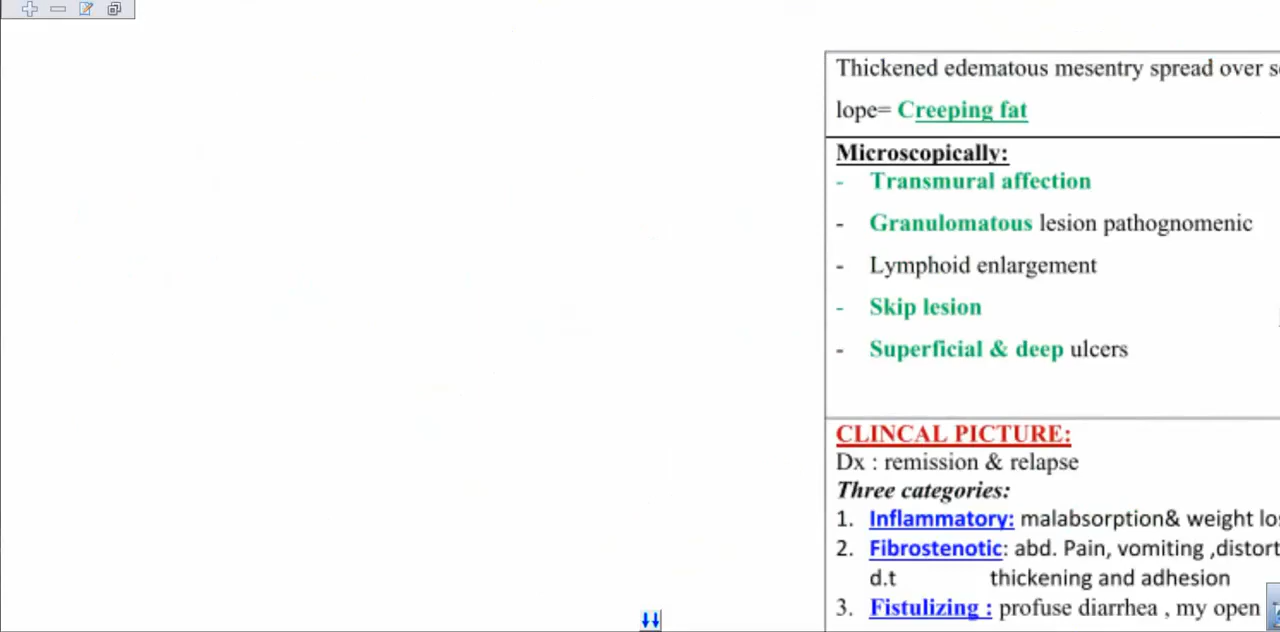 Thickened edematous mesentry spread over
lope= Creeping fat
Microscopically:
- Transmural affection
- Granulomatous lesion pathognomenic
- Lymphoid enlargement
- Skip lesion
- Superficial & deep ulcers
CLINCAL PICTURE:
Dx : remission & relapse
Three categories:
1. Inflammatory: malabsorption& weight
2. Fibrostenotic: abd. Pain, vomiting ,distort
d.t thickening and adhesion
3. Fistulizing : profuse diarrhea , my open